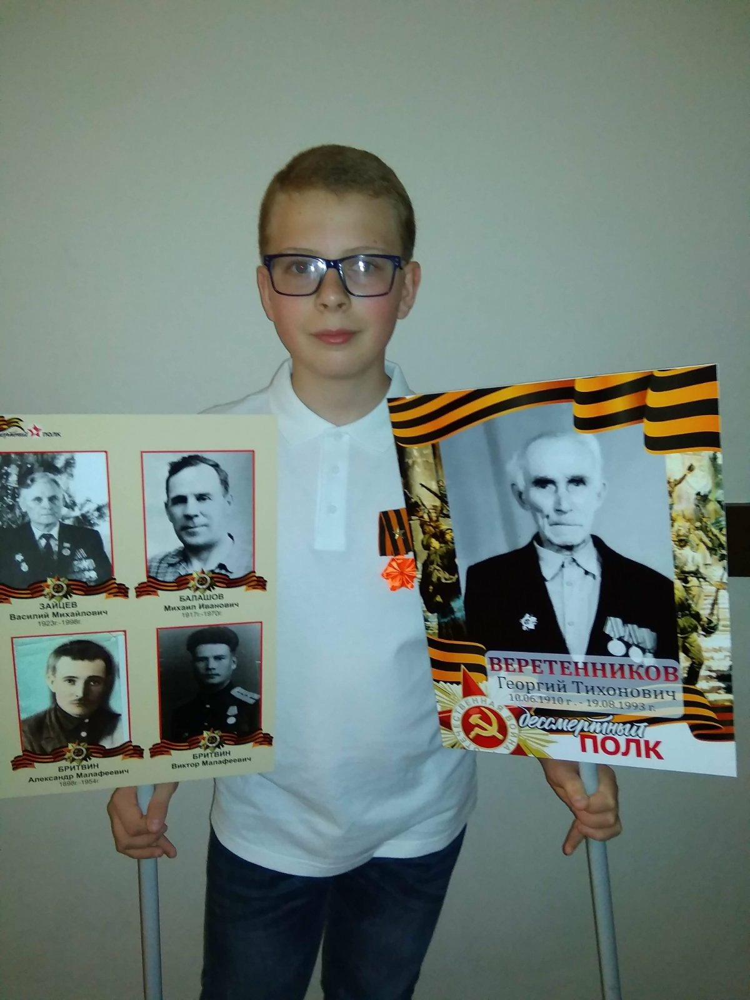 полк
ЗАЙЦЕВ
Василий Михайлович
1923г.-1998г.
БАЛАШОВ
Михаил Иванович
1917г.-1970г.
БРИТВИН
Александр Малафеевич
1898г.-1954г.
БРИТВИН
Виктор Малафеевич
ВЕРЕТЕННИКОВ
Георгий Тихонович
10.06.1910 г. - 19.08.1993 г.
ОТЕЧЕСТВЕННАЯ ВОЙНА
бессмертный
ПОЛК